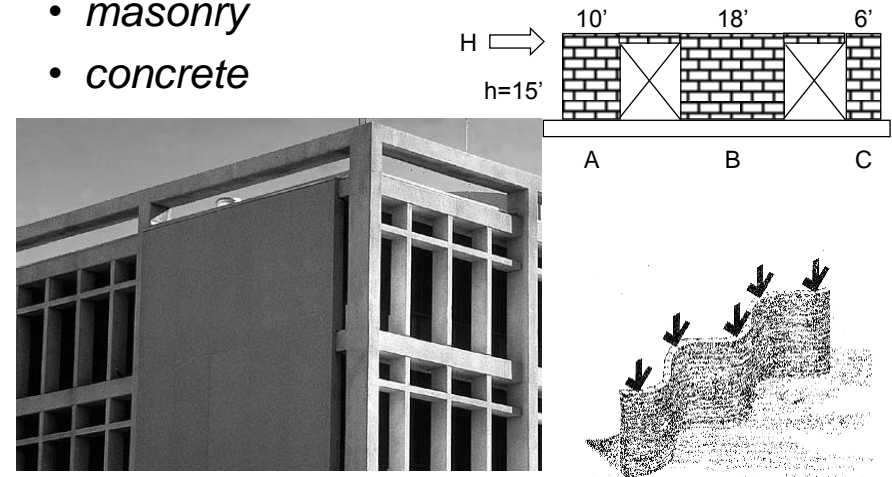 • masonry
• concrete
10’ 18’ 6’
H
h=15’
A B C